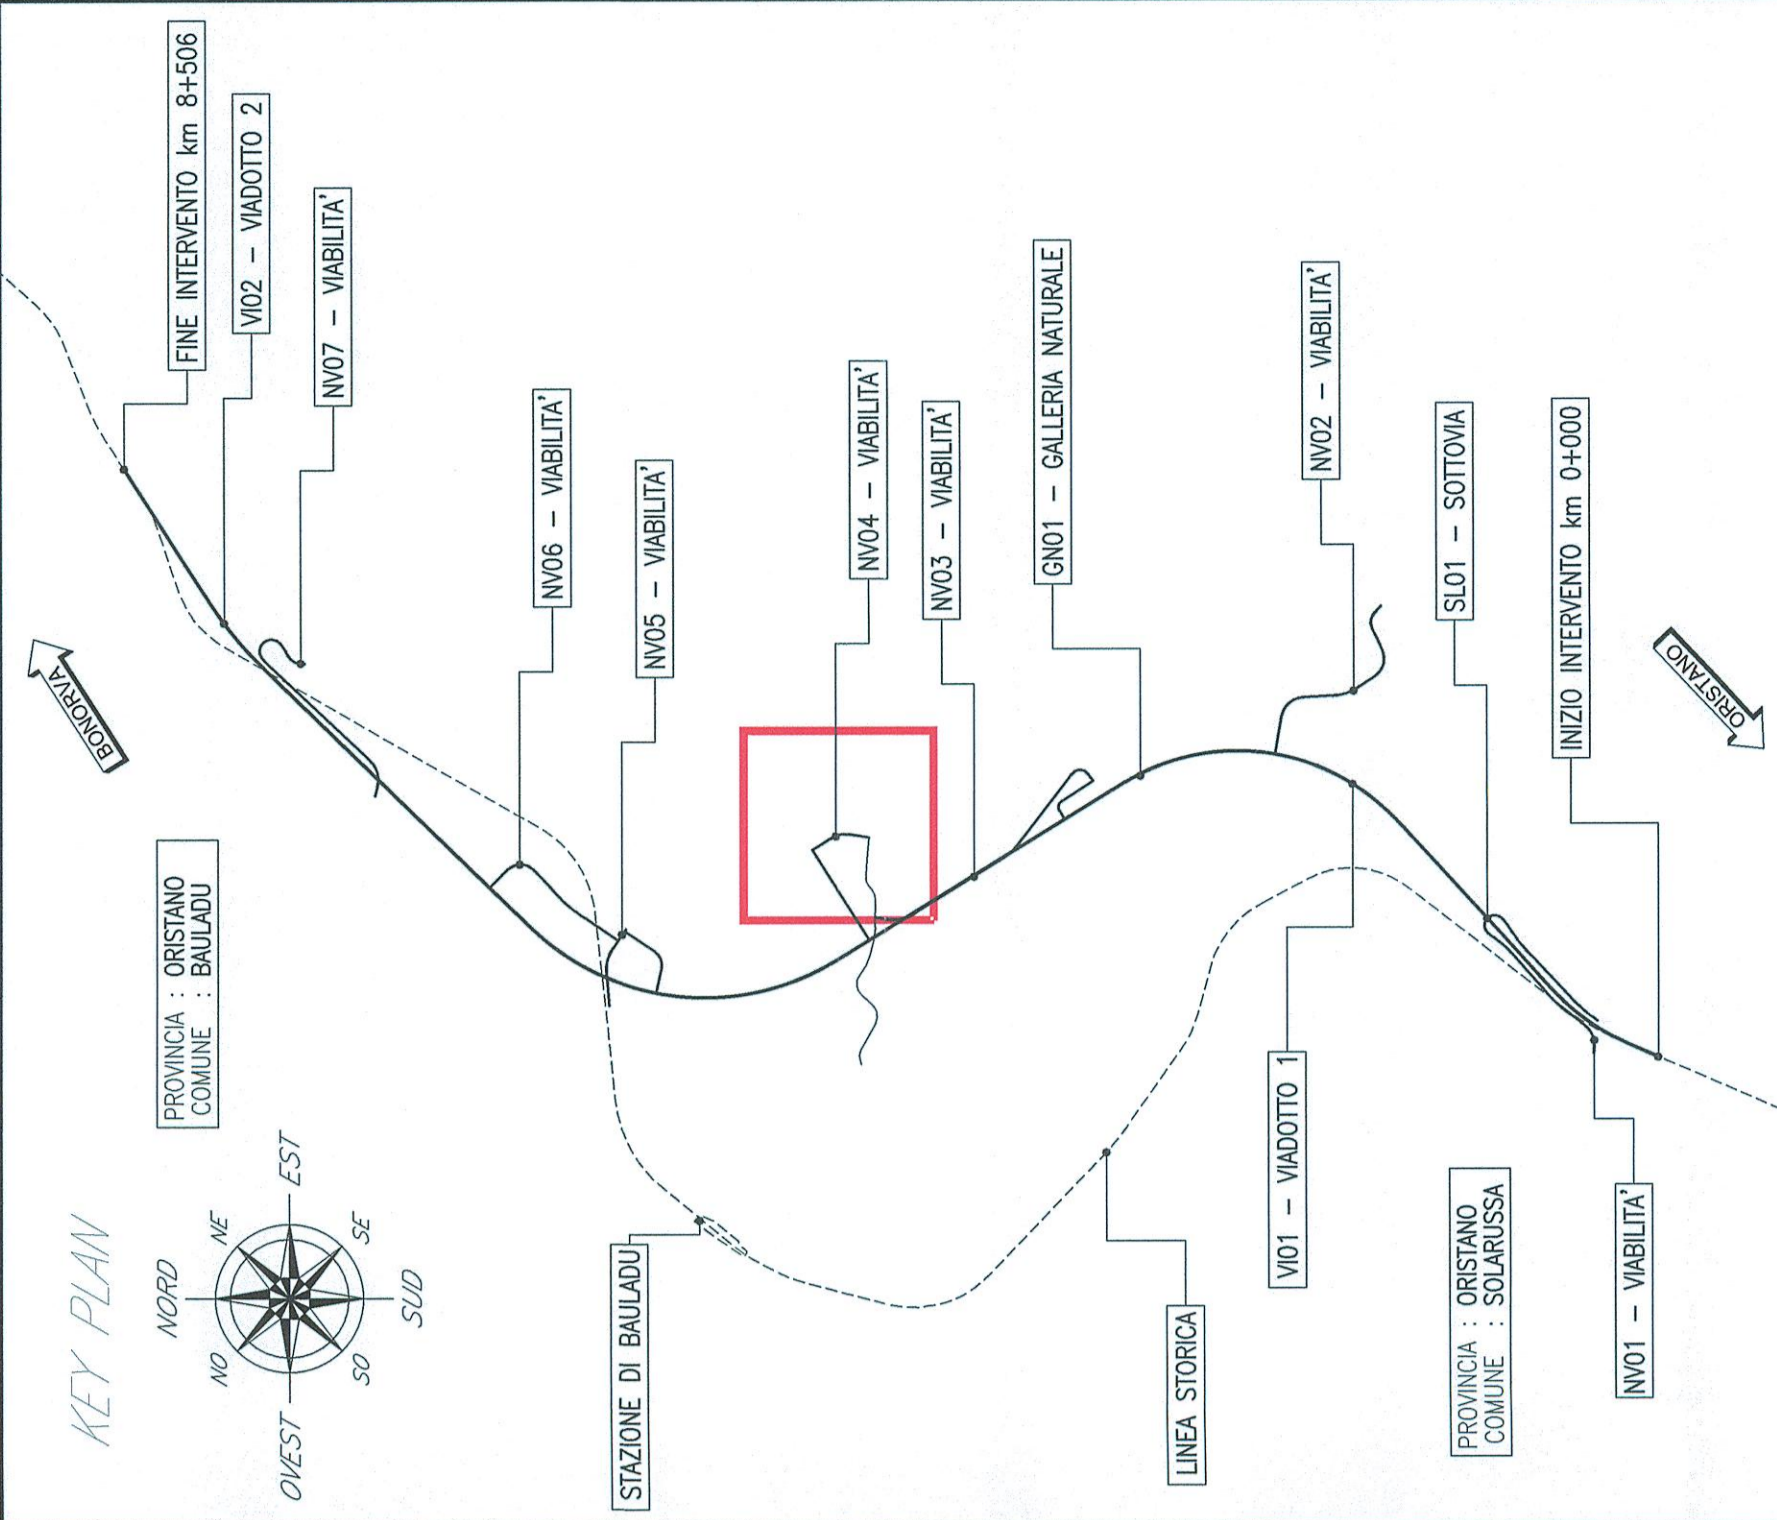 KEY PLAN
NORD
NE
EST
SE
SUD
SO
OVEST
NO
PROVINCIA : ORISTANO
COMUNE : BAULADU
BONORVA
FINE INTERVENTO km 8+506
VI02 – VIADOTTO 2
NV07 – VIABILITA'
NV06 – VIABILITA'
NV05 – VIABILITA'
NV04 – VIABILITA'
NV03 – VIABILITA'
GN01 – GALLERIA NATURALE
NV02 – VIABILITA'
SL01 – SOTTOVIA
INIZIO INTERVENTO km 0+000
ORISTANO
STAZIONE DI BAULADU
LINEA STORICA
VI01 – VIADOTTO 1
PROVINCIA : ORISTANO
COMUNE : SOLARUSSA
NV01 – VIABILITA'